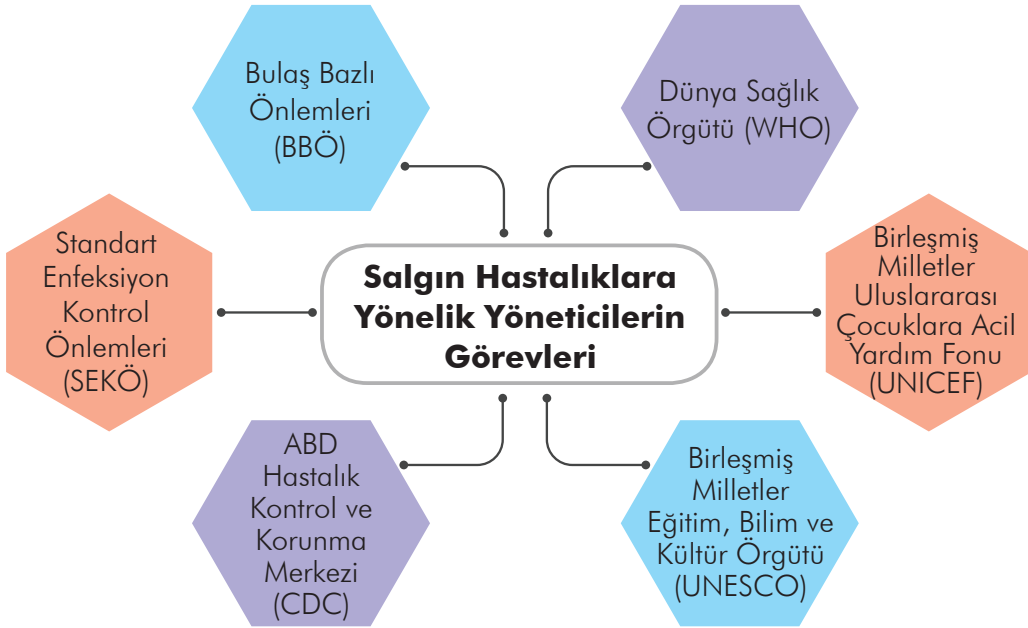 Bulaş Bazlı
Önlemleri
(BBÖ)
Dünya Sağlık
Örgütü (WHO)
Standart
Enfeksiyon
Kontrol
Önlemleri
(SEKÖ)
Salgın Hastalıklara
Yönelik Yöneticilerin
Görevleri
Birleşmiş
Milletler
Uluslararası
Çocuklara Acil
Yardım Fonu
(UNICEF)
ABD
Hastalık
Kontrol ve
Korunma
Merkezi
(CDC)
Birleşmiş
Milletler
Eğitim, Bilim ve
Kültür Örgütü
(UNESCO)